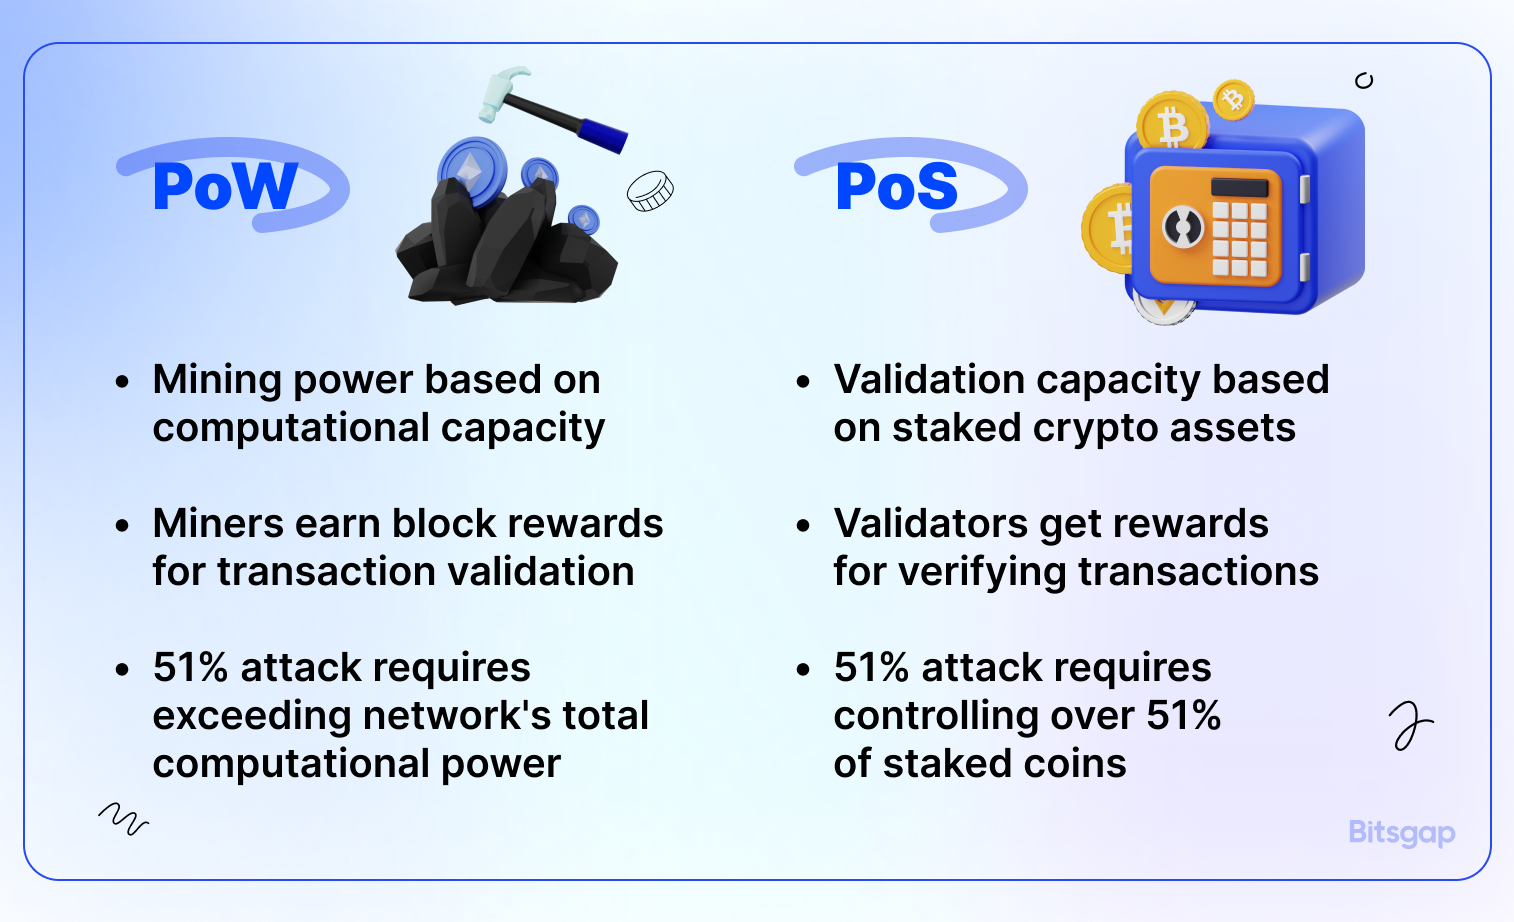 PoW
• Mining power based on
computational capacity
• Miners earn block rewards
for transaction validation
• 51% attack requires
exceeding network's total
computational power
PoS
• Validation capacity based
on staked crypto assets
• Validators get rewards
for verifying transactions
• 51% attack requires
controlling over 51%
of staked coins
Bitsgap